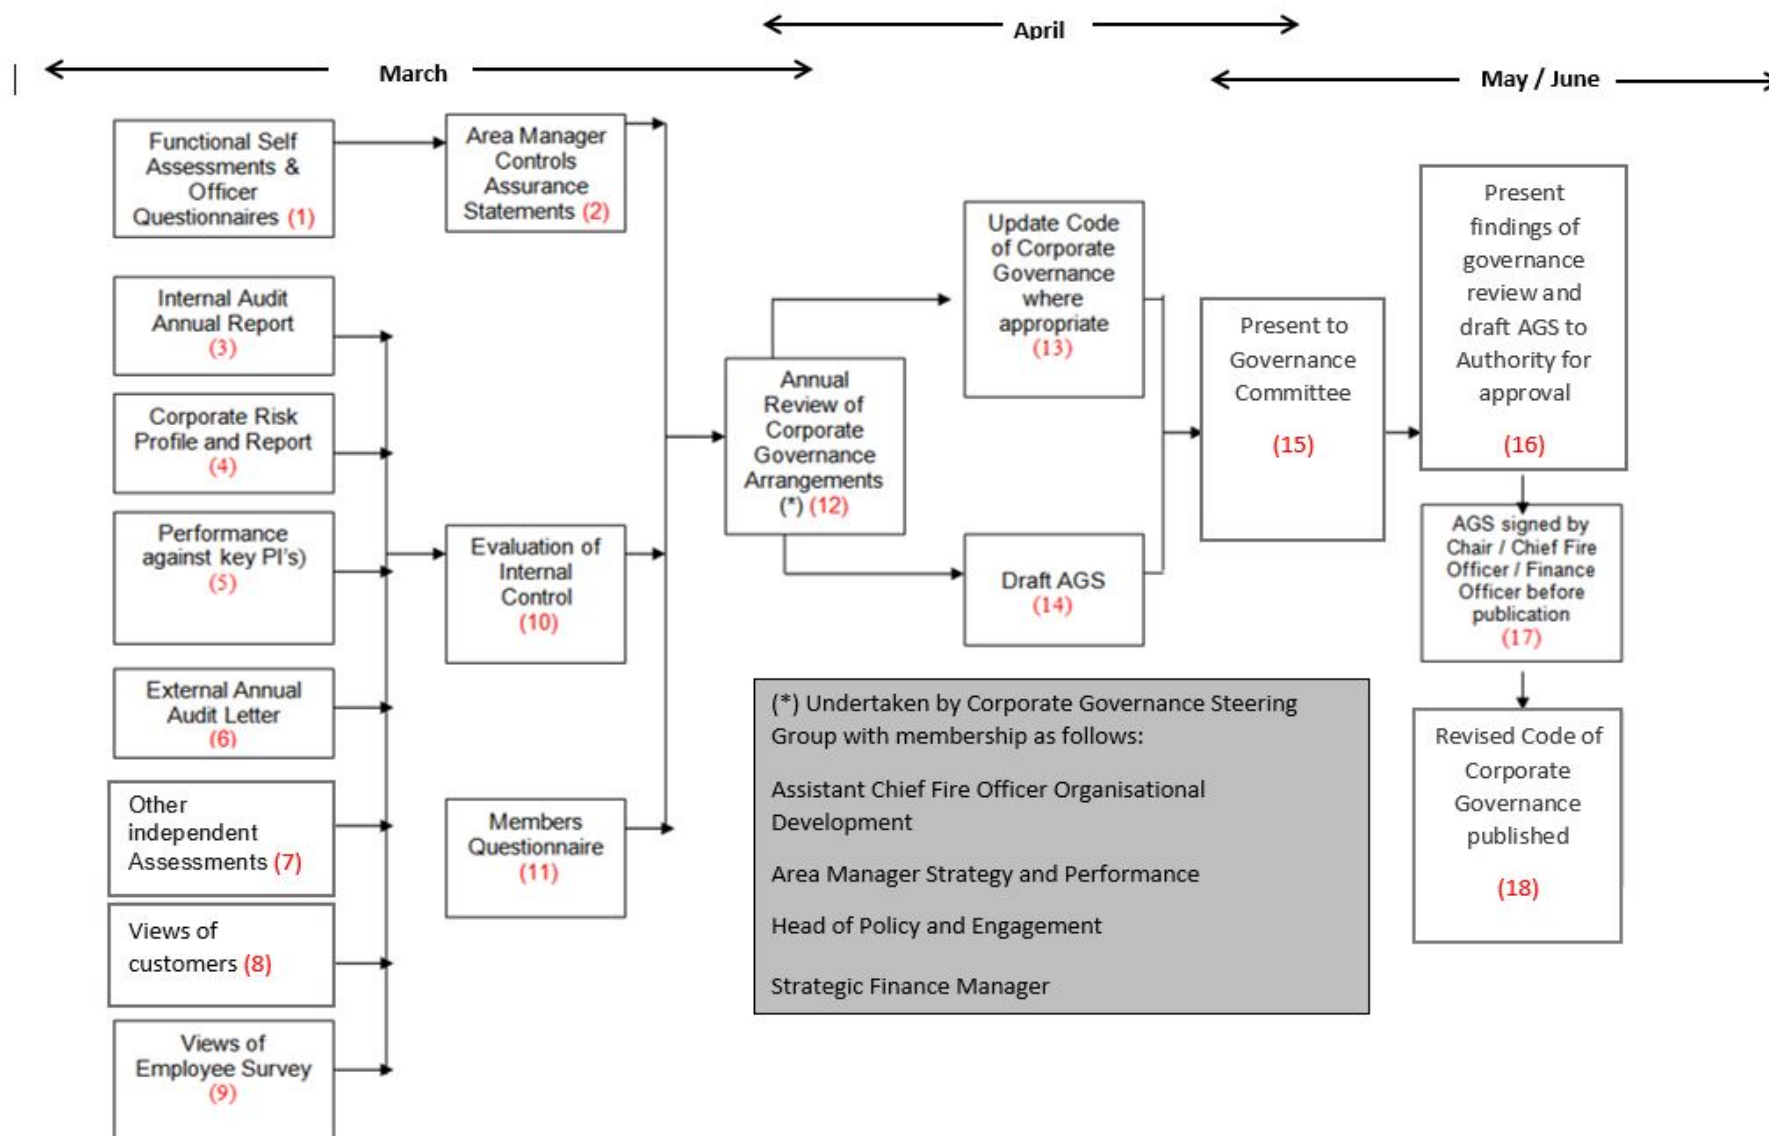 April
March
May / June
Functional Self
Assessments &
Officer
Questionnaires (1)
Area Manager
Controls
Assurance
Statements (2)
Internal Audit
Annual Report
(3)
Corporate Risk
Profile and Report
(4)
Performance
against key PI's)
(5)
External Annual
Audit Letter
(6)
Other
independent
Assessments (7)
Views of
customers (8)
Views of
Employee Survey
(9)
Evaluation of
Internal
Control
(10)
Members
Questionnaire
(11)
Annual
Review of
Corporate
Governance
Arrangements
(*) (12)
Update Code
of Corporate
Governance
where
appropriate
(13)
Draft AGS
(14)
Present to
Governance
Committee
(15)
Present
findings of
governance
review and
draft AGS to
Authority for
approval
(16)
AGS signed by
Chair / Chief Fire
Officer / Finance
Officer before
publication
(17)
Revised Code of
Corporate
Governance
published
(18)
(*) Undertaken by Corporate Governance Steering
Group with membership as follows:
Assistant Chief Fire Officer Organisational
Development
Area Manager Strategy and Performance
Head of Policy and Engagement
Strategic Finance Manager